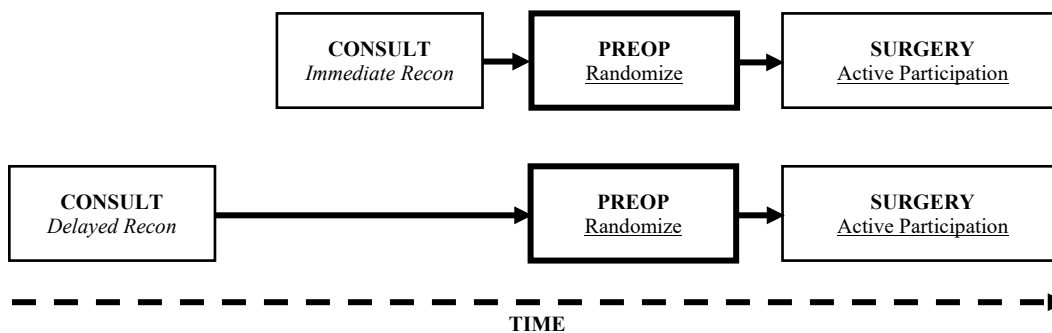 CONSULT
Immediate Recon
PREOP
Randomize
SURGERY
Active Participation
CONSULT
Delayed Recon
PREOP
Randomize
SURGERY
Active Participation
TIME